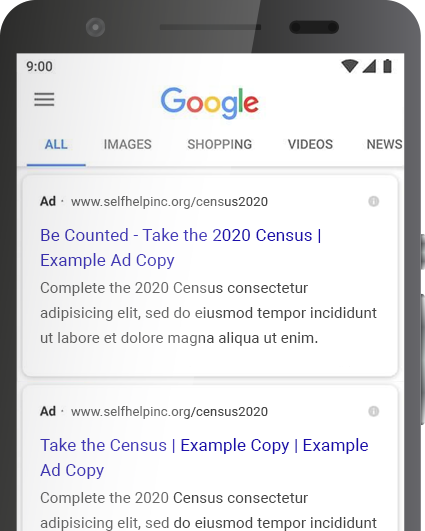 9:00
Google
ALL IMAGES SHOPPING VIDEOS NEWS
Ad · www.selfhelpinc.org/census2020
Be Counted - Take the 2020 Census |
Example Ad Copy
Complete the 2020 Census consectetur
adipisicing elit, sed do eiusmod tempor incididunt
ut labore et dolore magna aliqua ut enim.
Ad · www.selfhelpinc.org/census2020
Take the Census | Example Copy | Example
Ad Copy
Complete the 2020 Census consectetur
adipisicing elit, sed do eiusmod tempor incididunt